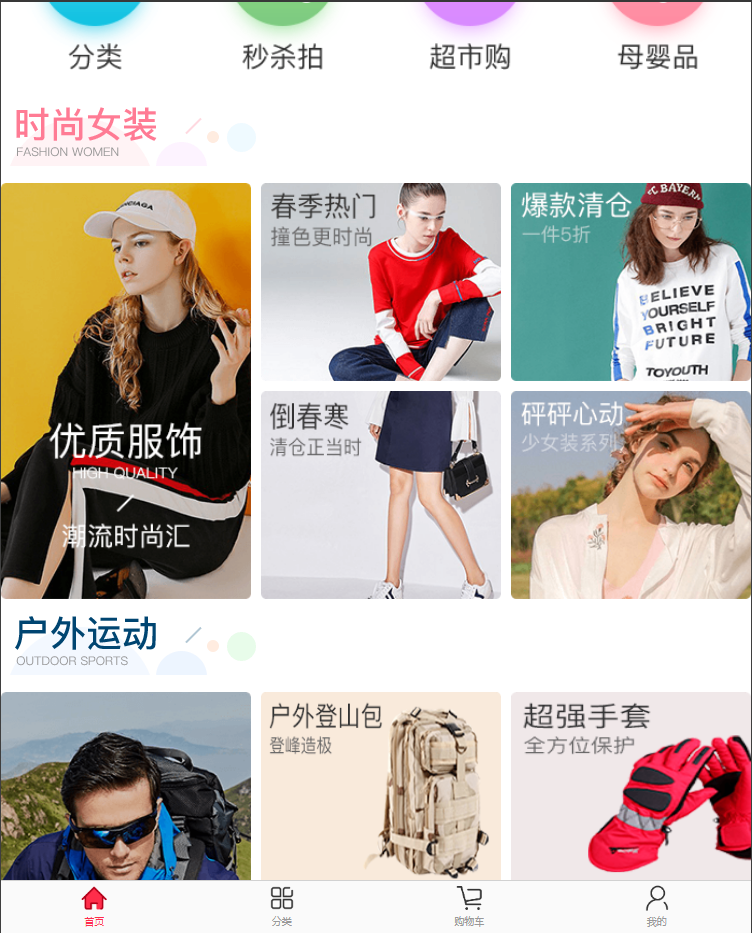 分类
秒杀拍
超市购
母婴品
时尚女装
FASHION WOMEN
优质服饰
HIGH QUALITY
潮流时尚汇
春季热门
撞色更时尚
爆款清仓
一件5折
BELIEVE
YOURSELF
BRIGHT
FUTURE
TOYOUTH
倒春寒
清仓正当时
砰砰心动
少女装系列
户外运动
OUTDOOR SPORTS
户外登山包
登峰造极
超强手套
全方位保护
首页
分类
购物车
我的